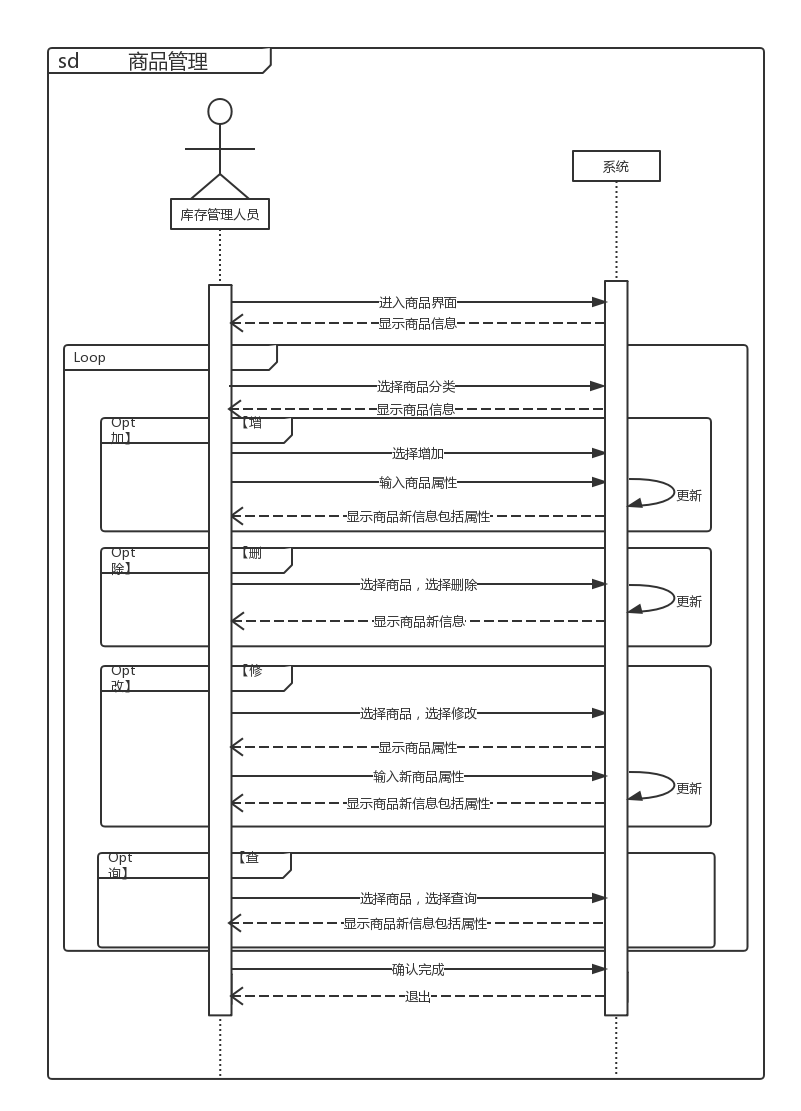 sd 商品管理
库存管理人员
系统
进入商品界面
显示商品信息
Loop
选择商品分类
显示商品信息
Opt 【增
加】
选择增加
输入商品属性
更新
显示商品新信息包括属性
Opt 【删
除】
选择商品，选择删除
更新
显示商品新信息
Opt 【修
改】
选择商品，选择修改
显示商品属性
输入新商品属性
更新
显示商品新信息包括属性
Opt 【查
询】
选择商品，选择查询
显示商品新信息包括属性
确认完成
退出